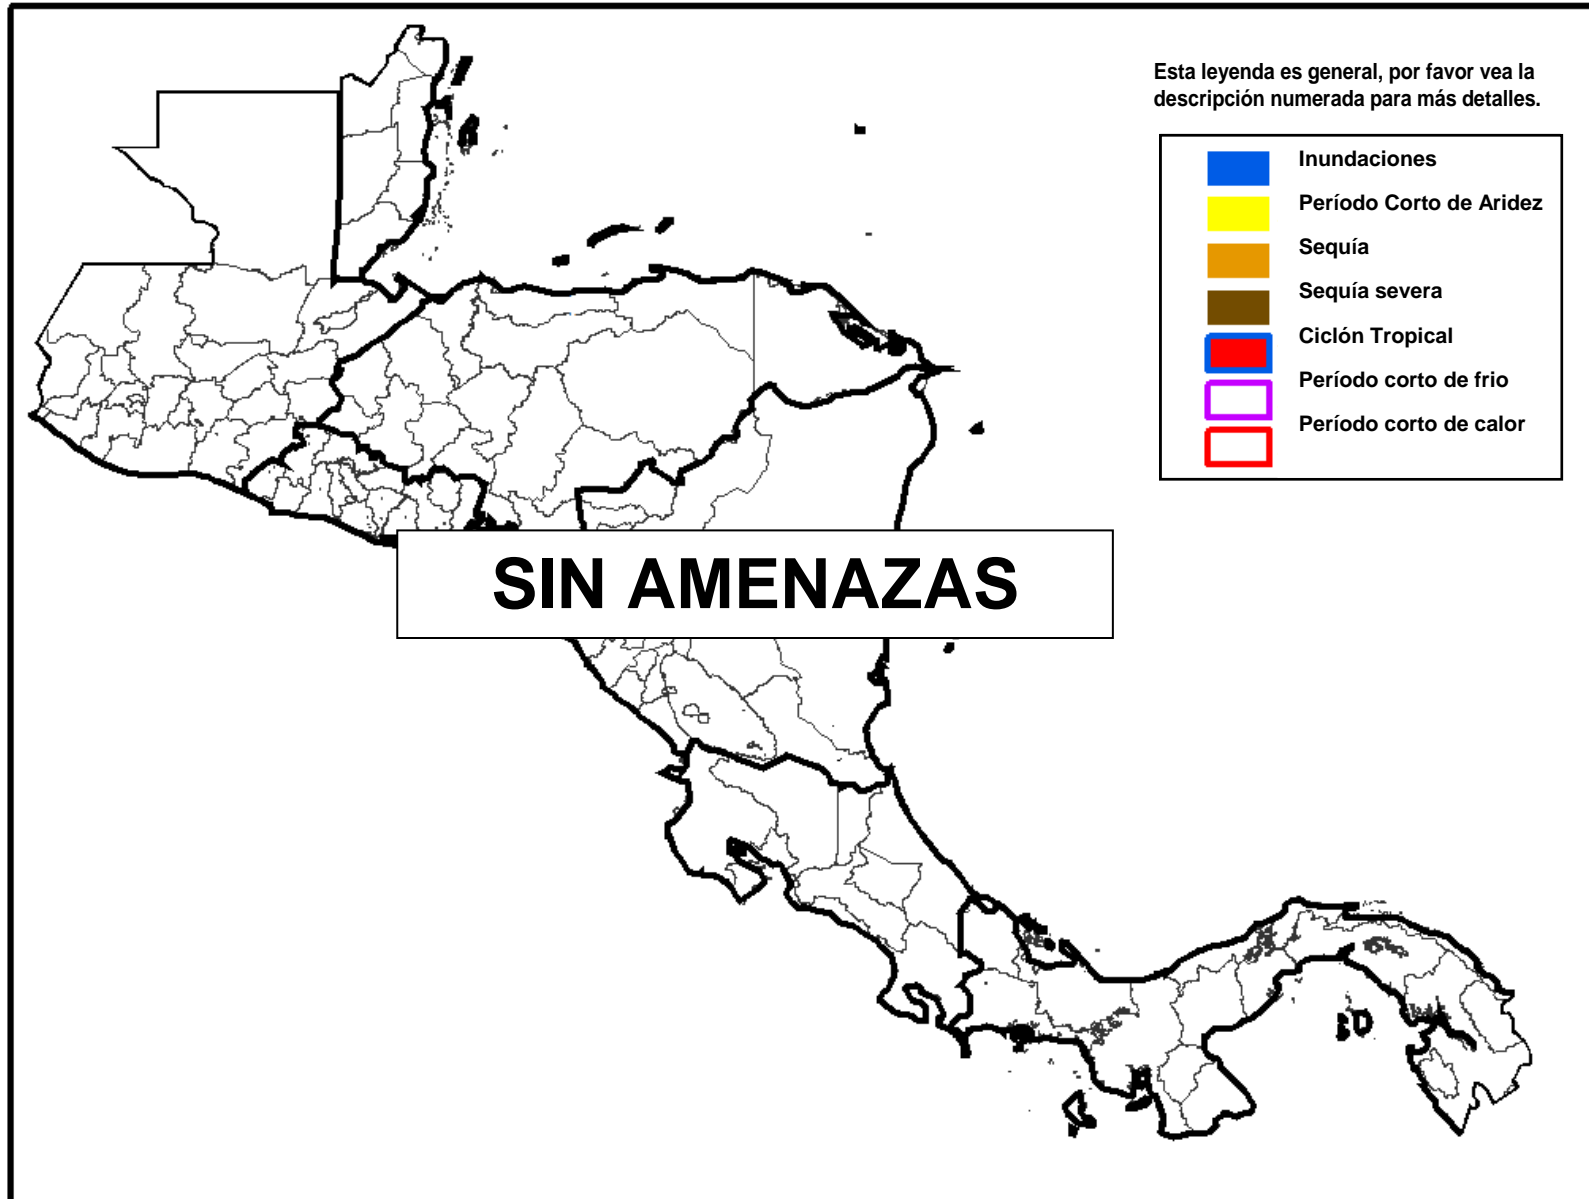 Esta leyenda es general, por favor vea la
descripción numerada para más detalles.
Inundaciones
Período Corto de Aridez
Sequía
Sequía severa
Ciclón Tropical
Período corto de frio
Período corto de calor
SIN AMENAZAS